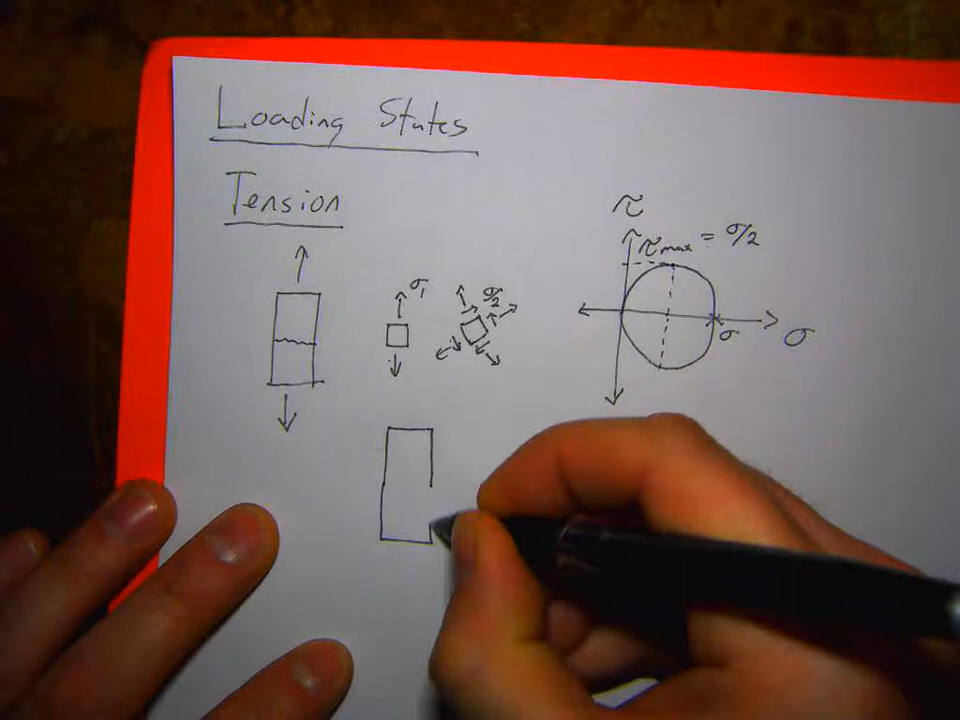 Loading States
Tension
τ
τmax = σ/2
σ1
σ/2
σ
σ